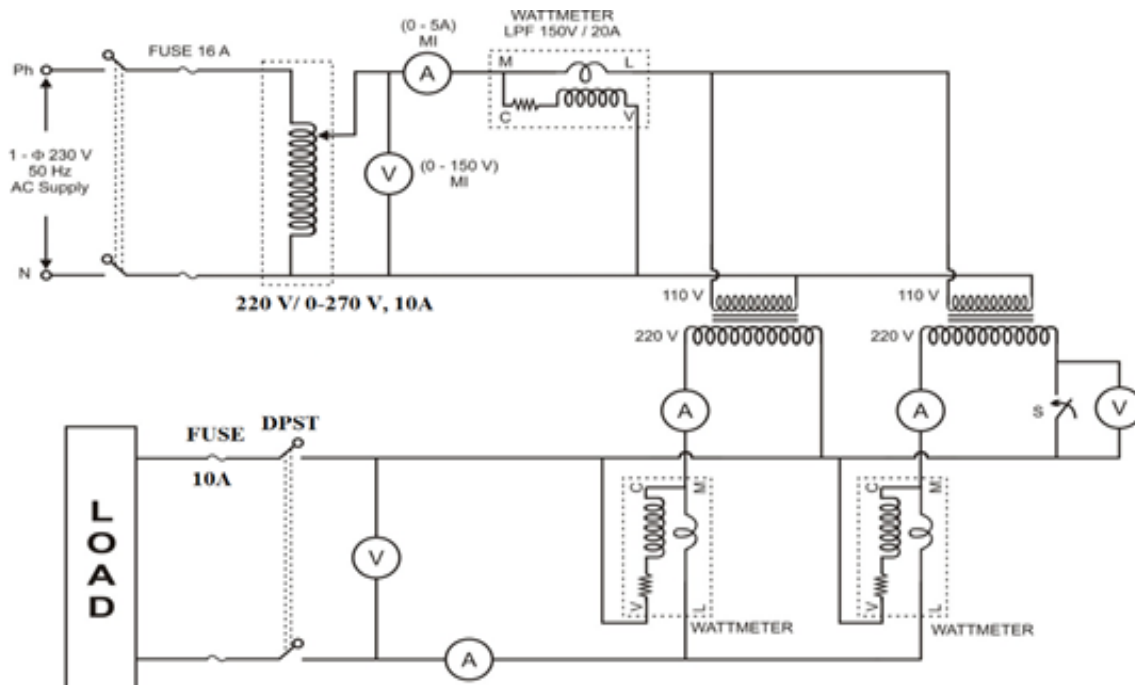 WATTMETER
LPF 150V / 20A
(0 - 5A)
MI
FUSE 16 A
Ph
A
M
L
C
V
1 - Φ 230 V
50 Hz
AC Supply
V
(0 - 150 V)
MI
N
220 V/ 0-270 V, 10A
110 V
110 V
220 V
220 V
A
A
S
V
FUSE
DPST
10A
LOAD
V
C
M
V
L
WATTMETER
C
M
V
L
WATTMETER
A